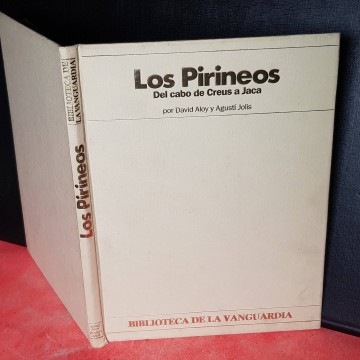 Los Pirineos
Del cabo de Creus a Jaca
por David Aloy y Agustí Jolis
BIBLIOTECA DE LA VANGUARDIA
BIBLIOTECA DE
LA VANGUARDIA
Los Pirineos